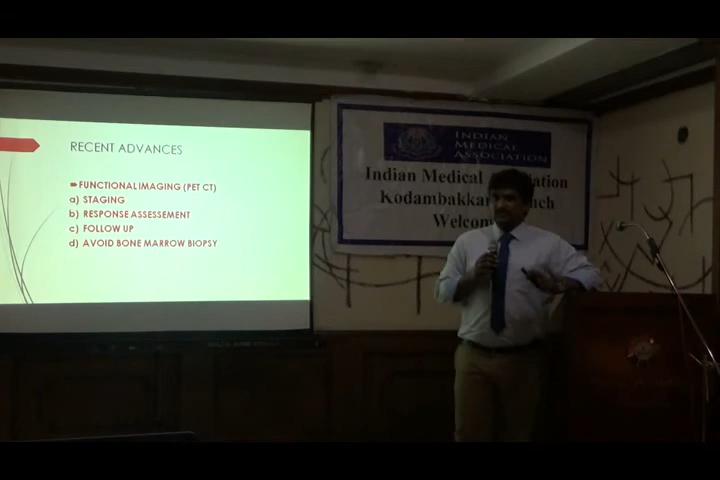 RECENT ADVANCES
FUNCTIONAL IMAGING (PET CT)
a) STAGING
b) RESPONSE ASSESSEMENT
c) FOLLOW UP
d) AVOID BONE MARROW BIOPSY
INDIAN
MEDICAL
ASSOCIATION
Indian Medical
Kodambakkam